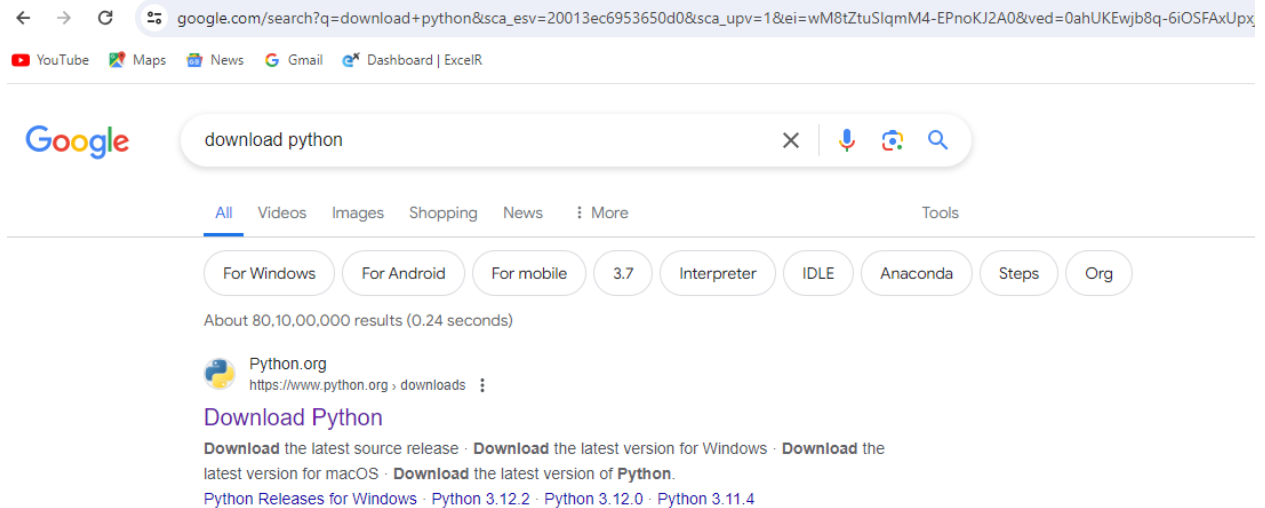 google.com/search?q=download+python&sca_esv=20013ec6953650d0&sca_upv=1&ei=wM8tZtuSIqmM4-EPnoKJ2A0&ved=0ahUKEwjb8q-6iOSFAxUpxj
YouTube Maps News Gmail Dashboard | ExcelR
Google download python
All Videos Images Shopping News More Tools
For Windows For Android For mobile 3.7 Interpreter IDLE Anaconda Steps Org
About 80,10,00,000 results (0.24 seconds)
Python.org
https://www.python.org › downloads
Download Python
Download the latest source release · Download the latest version for Windows · Download the
latest version for macOS · Download the latest version of Python.
Python Releases for Windows · Python 3.12.2 · Python 3.12.0 · Python 3.11.4